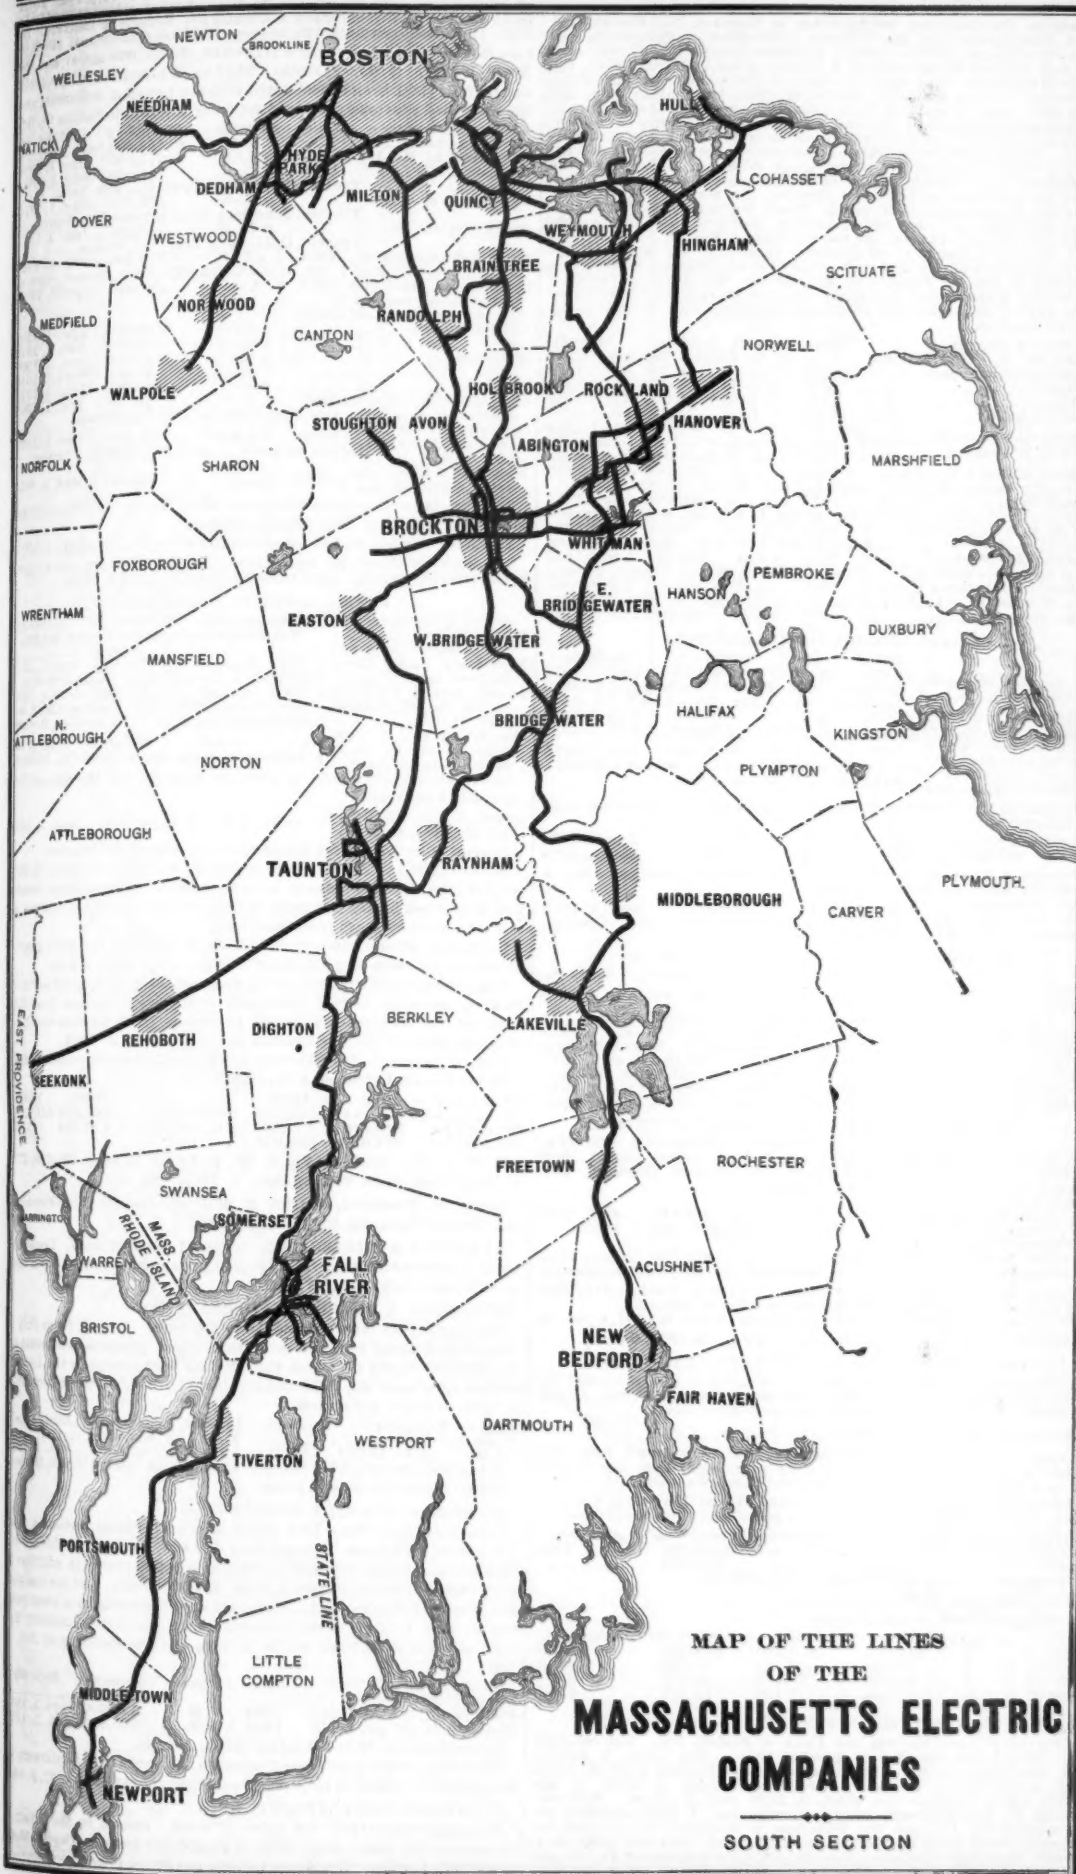 NEWTON
BROOKLINE
BOSTON
WELLESLEY
NEEDHAM
HULL
NATICK
HYDE
PARK
DEDHAM
MILTON
QUINCY
COHASSET
DOVER
WESTWOOD
WEYMOUTH
HINGHAM
BRAINTREE
SCITUATE
NORWOOD
RANDOLPH
MEDFIELD
CANTON
NORWELL
WALPOLE
HOLBROOK
ROCKLAND
STOUGHTON
AVON
ABINGTON
HANOVER
NORFOLK
SHARON
MARSHFIELD
BROCKTON
WHITMAN
FOXBOROUGH
PEMBROKE
HANSON
E.
BRIDGEWATER
WRENTHAM
EASTON
W. BRIDGEWATER
DUXBURY
MANSFIELD
BRIDGEWATER
HALIFAX
N.
ATTLEBOROUGH
KINGSTON
NORTON
PLYMPTON
ATTLEBOROUGH
TAUNTON
RAYNHAM
MIDDLEBOROUGH
CARVER
PLYMOUTH.
BERKLEY
LAKEVILLE
DIGHTON
REHOBOTH
SEEKONK
EAST PROVIDENCE
FREETOWN
ROCHESTER
SWANSEA
SOMERSET
MASS.
RHODE ISLAND
WARREN
FALL
RIVER
ACUSHNET
BRISTOL
NEW
BEDFORD
FAIR HAVEN
DARTMOUTH
WESTPORT
TIVERTON
PORTSMOUTH
STATE LINE
LITTLE
COMPTON
MIDDLETOWN
NEWPORT
MAP OF THE LINES
OF THE
MASSACHUSETTS ELECTRIC
COMPANIES
SOUTH SECTION